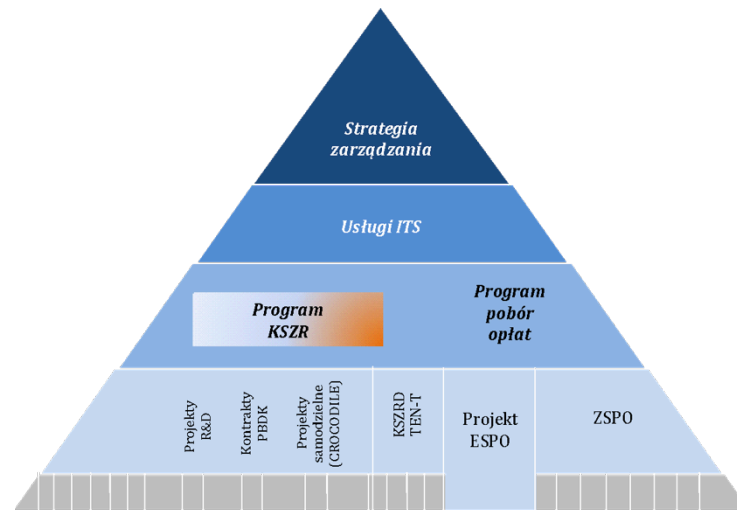 Strategia
zarządzania
Usługi ITS
Program
KSZR
Program
pobór
opłat
Projekty
R&D
Kontrakty
PBDK
Projekty
samodzielne
(CROCODILE)
KSZRD
TEN-T
Projekt
ESPO
ZSPO